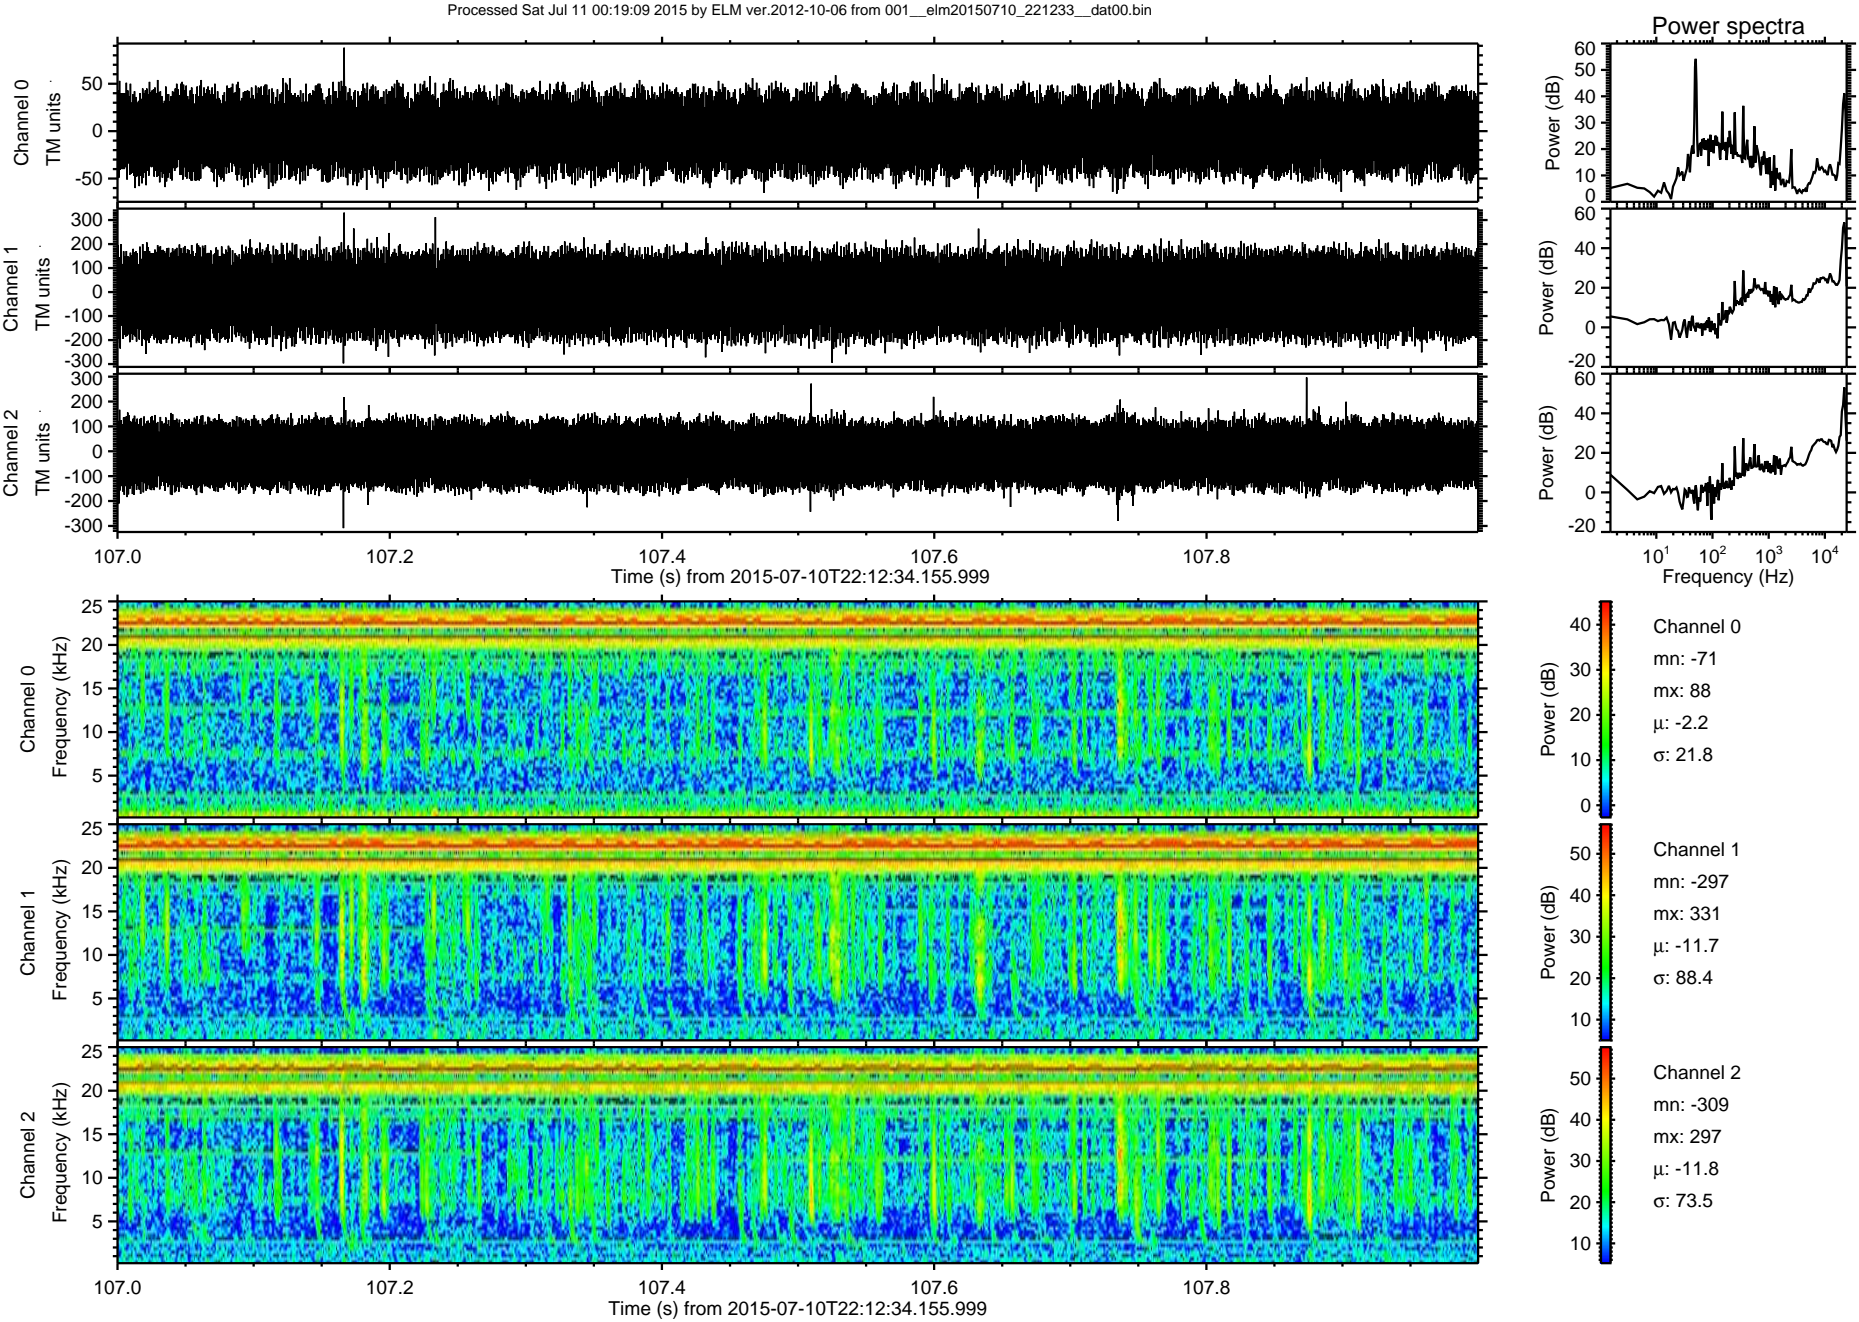 Processed Sat Jul 11 00:19:09 2015 by ELM ver.2012-10-06 from 001__elm20150710_221233__dat00.bin
Power spectra
Channel 0
TM units
50
0
-50
Power (dB)
60
50
40
30
20
10
0
Channel 1
TM units
300
200
100
0
-100
-200
-300
Power (dB)
60
40
20
0
-20
Channel 2
TM units
300
200
100
0
-100
-200
-300
Power (dB)
60
40
20
0
-20
107.0 107.2 107.4 107.6 107.8
Time (s) from 2015-07-10T22:12:34.155.999
10^1 10^2 10^3 10^4
Frequency (Hz)
Channel 0
Frequency (kHz)
25
20
15
10
5
Power (dB)
40
30
20
10
0
Channel 0
mn: -71
mx: 88
μ: -2.2
σ: 21.8
Channel 1
Frequency (kHz)
25
20
15
10
5
Power (dB)
50
40
30
20
10
Channel 1
mn: -297
mx: 331
μ: -11.7
σ: 88.4
Channel 2
Frequency (kHz)
25
20
15
10
5
Power (dB)
50
40
30
20
10
Channel 2
mn: -309
mx: 297
μ: -11.8
σ: 73.5
107.0 107.2 107.4 107.6 107.8
Time (s) from 2015-07-10T22:12:34.155.999